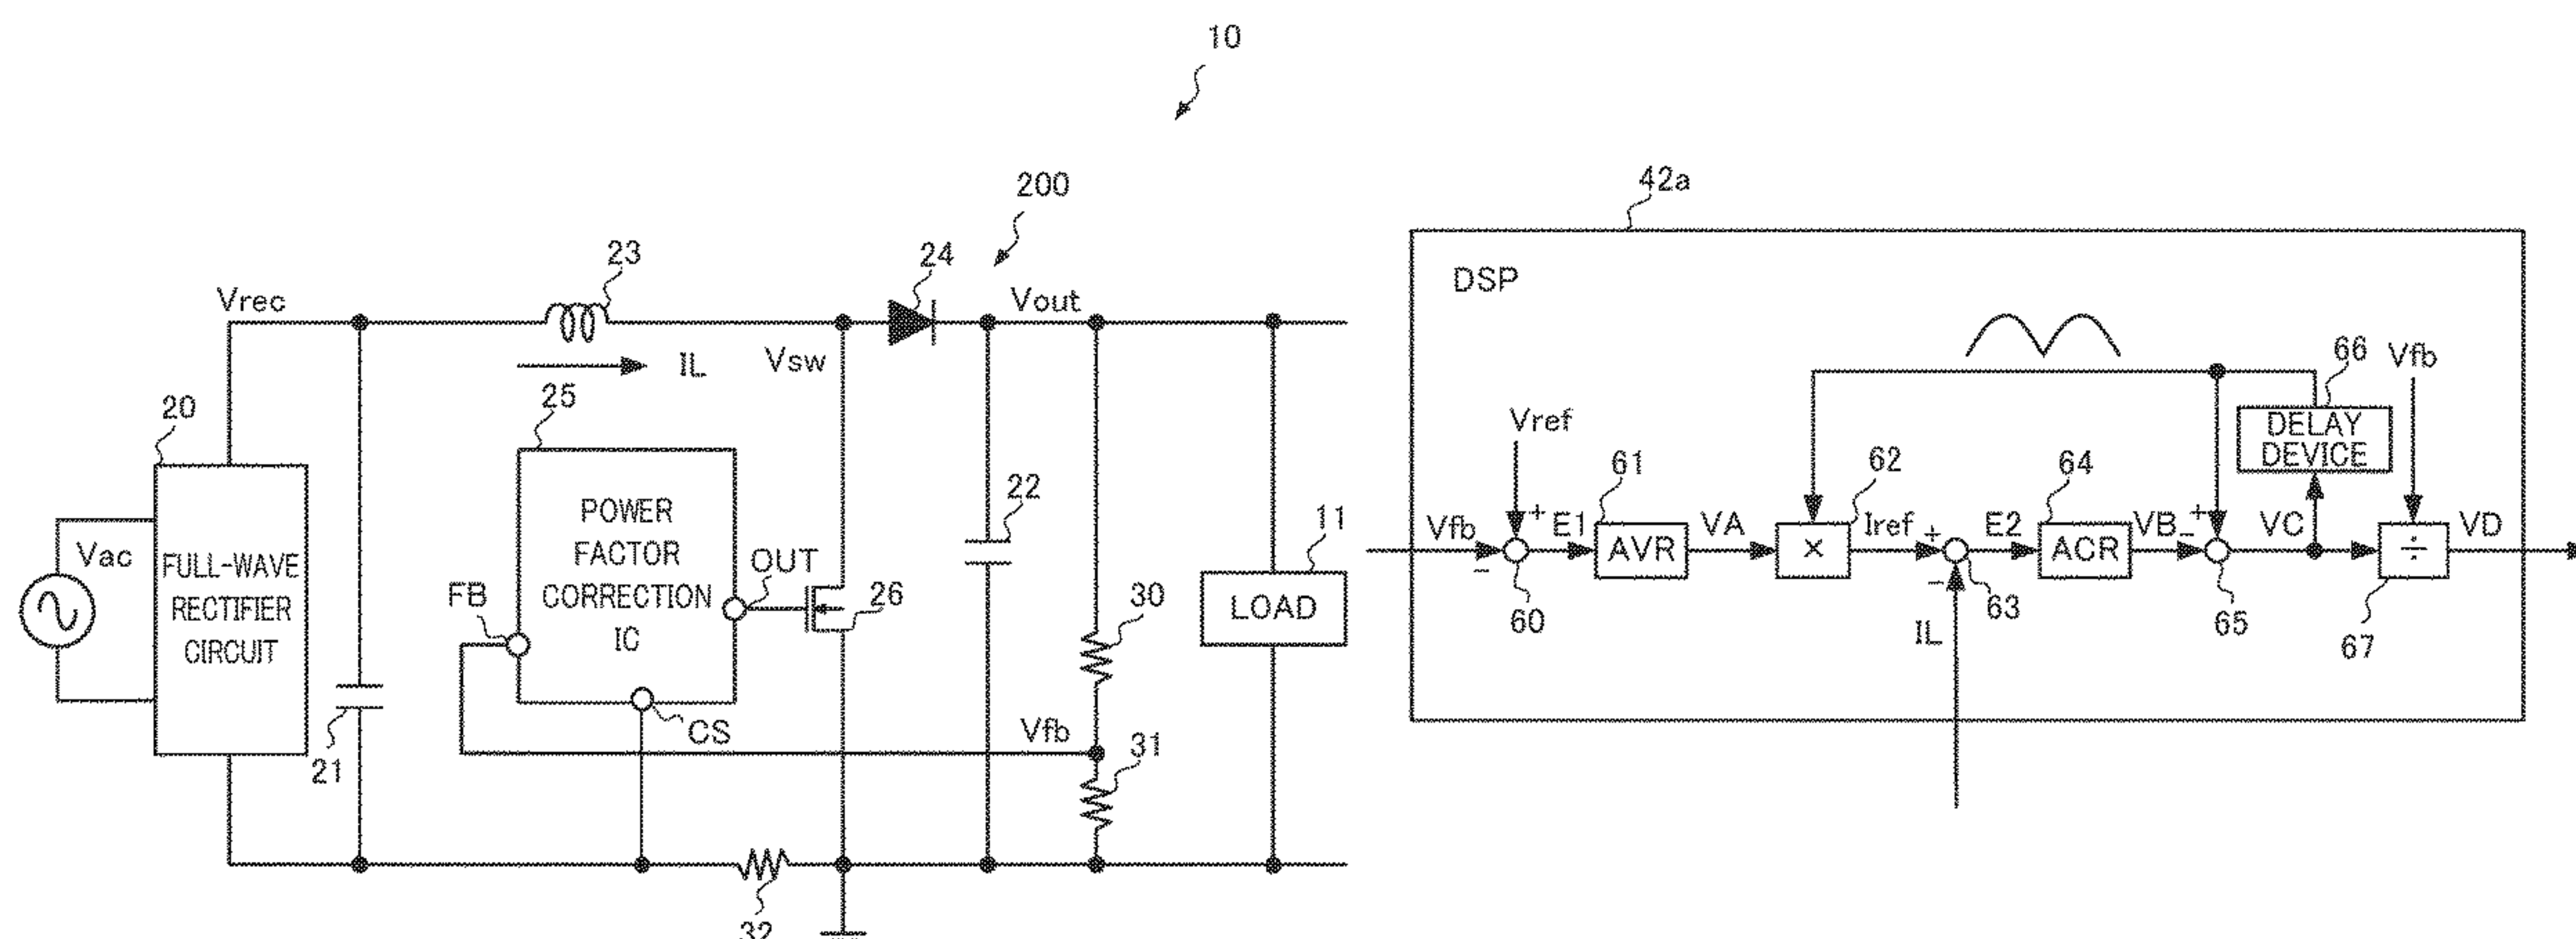 10
200
42a
23
24
DSP
Vrec
Vout
66
Vfb
Vsw
IL
25
20
Vref
DELAY
DEVICE
61
62
64
22
11
POWER
FACTOR
CORRECTION
IC
Vac
FULL-WAVE
RECTIFIER
CIRCUIT
OUT
FB
26
30
LOAD
Vfb
+
E1
AVR
VA
×
Iref
+
E2
ACR
VB
-
+
VC
÷
VD
-
60
-
63
65
67
IL
CS
Vfb
31
21
32